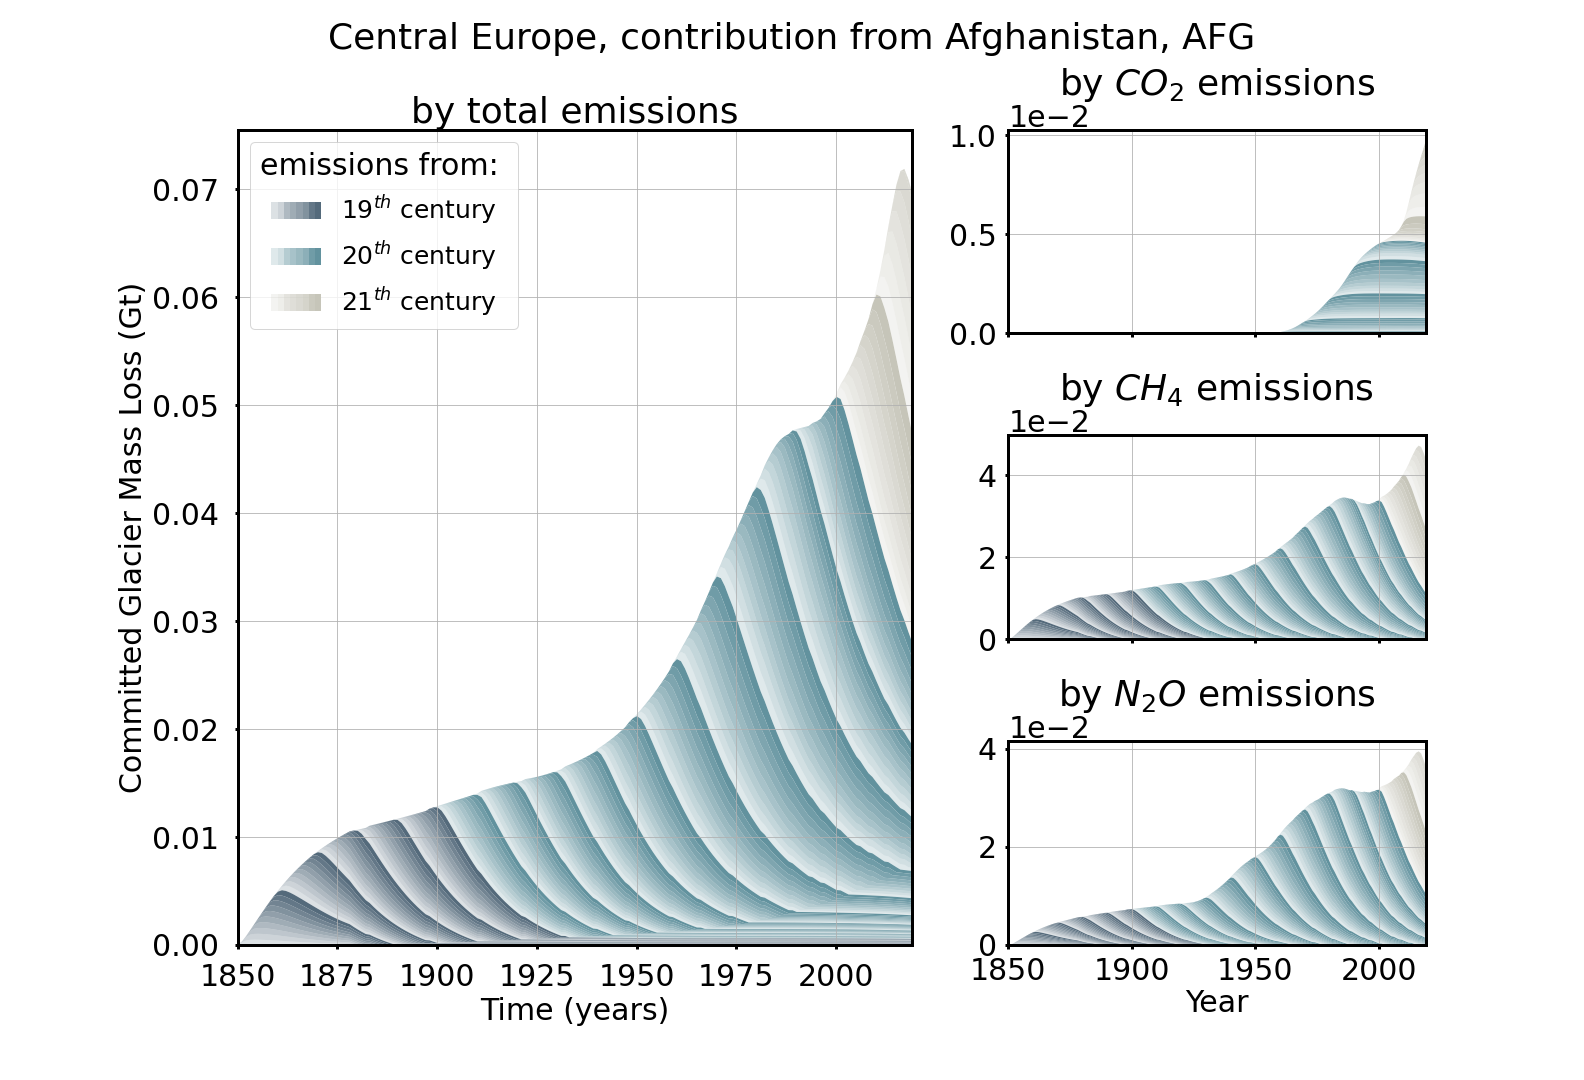 Central Europe, contribution from Afghanistan, AFG
by total emissions
emissions from:
19th century
20th century
21th century
Committed Glacier Mass Loss (Gt)
0.07
0.06
0.05
0.04
0.03
0.02
0.01
0.00
1850 1875 1900 1925 1950 1975 2000
Time (years)
by CO₂ emissions
1e−2
1.0
0.5
0.0
by CH₄ emissions
1e−2
4
2
0
by N₂O emissions
1e−2
4
2
0
1850 1900 1950 2000
Year